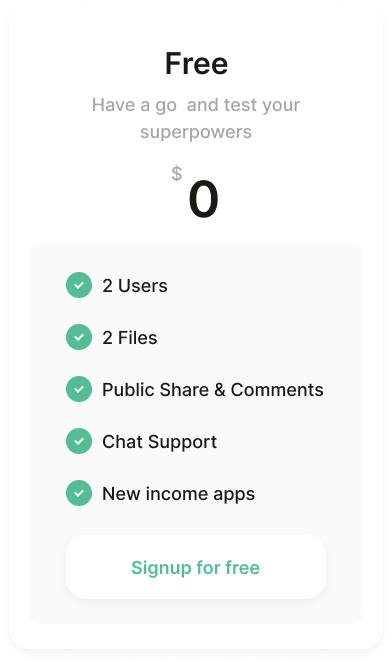 Free
Have a go  and test your
superpowers
$
0
2 Users
2 Files
Public Share & Comments
Chat Support
New income apps
Signup for free